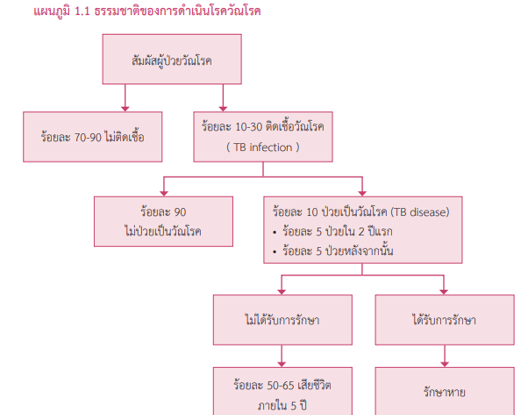 แผนภูมิ 1.1 ธรรมชาติของการดำเนินโรควัณโรค
สัมผัสผู้ป่วยวัณโรค
ร้อยละ 70-90 ไม่ติดเชื้อ
ร้อยละ 10-30 ติดเชื้อวัณโรค
( TB infection )
ร้อยละ 90
ไม่ป่วยเป็นวัณโรค
ร้อยละ 10 ป่วยเป็นวัณโรค (TB disease)
• ร้อยละ 5 ป่วยใน 2 ปีแรก
• ร้อยละ 5 ป่วยหลังจากนั้น
ไม่ได้รับการรักษา
ได้รับการรักษา
ร้อยละ 50-65 เสียชีวิต
ภายใน 5 ปี
รักษาหาย